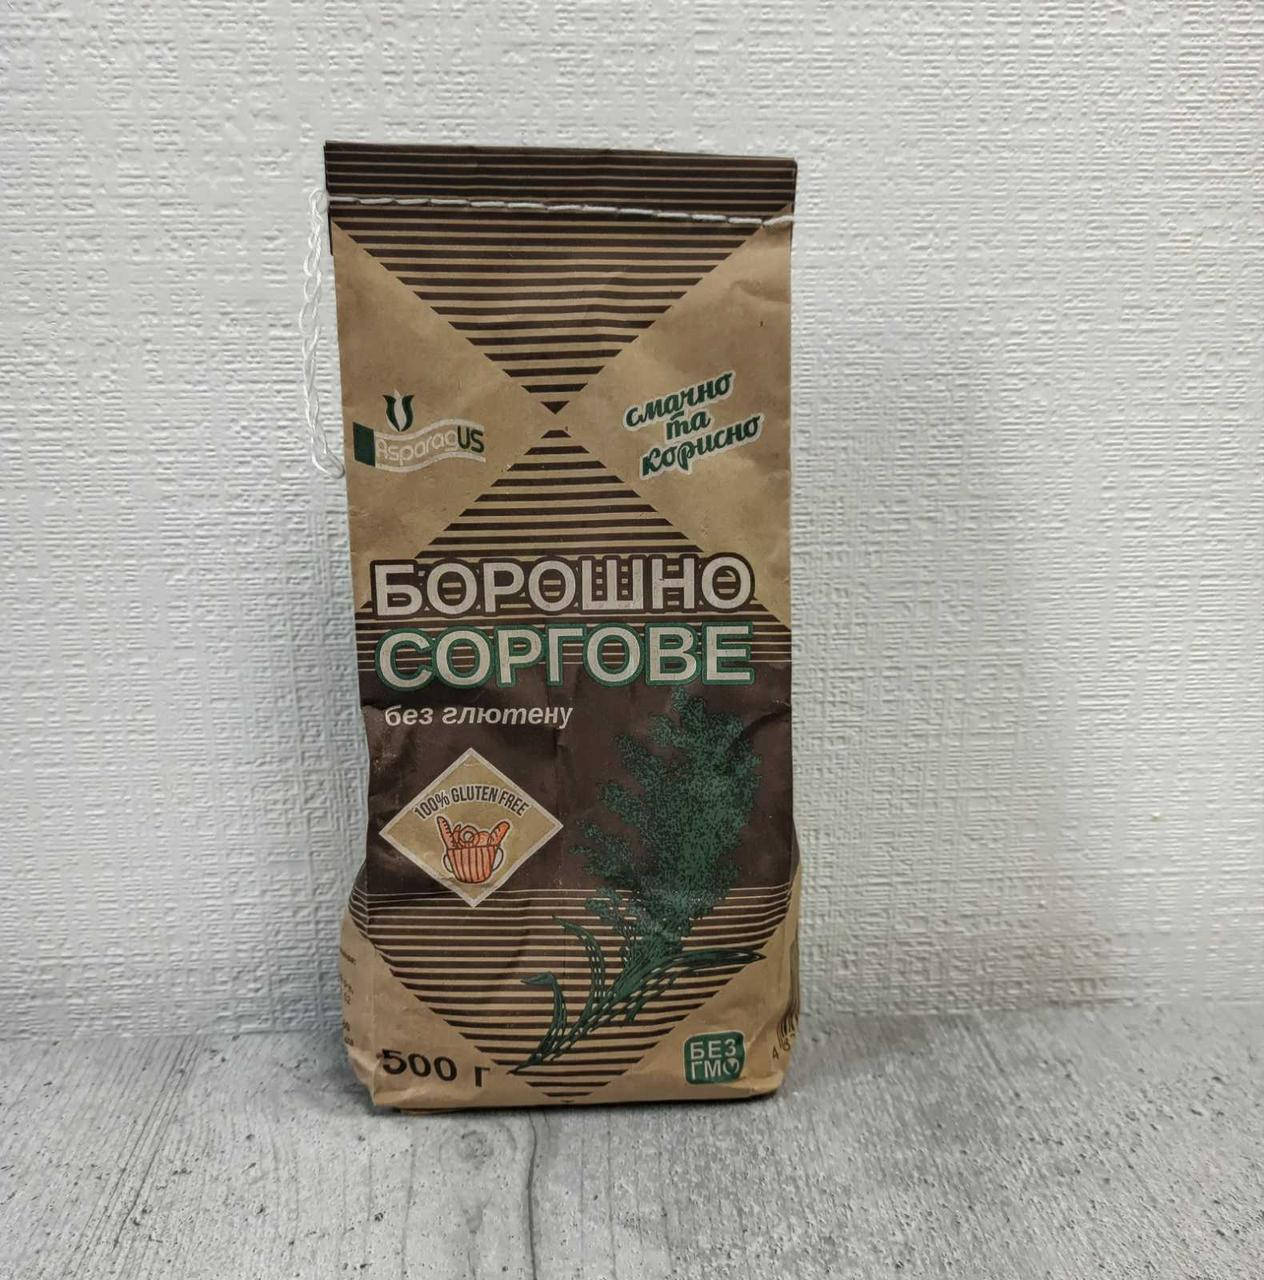 AsparagUS
смачно
та
корисно
БОРОШНО
СОРГОВЕ
без глютену
100% GLUTEN FREE
500 г
БЕЗ
ГМО